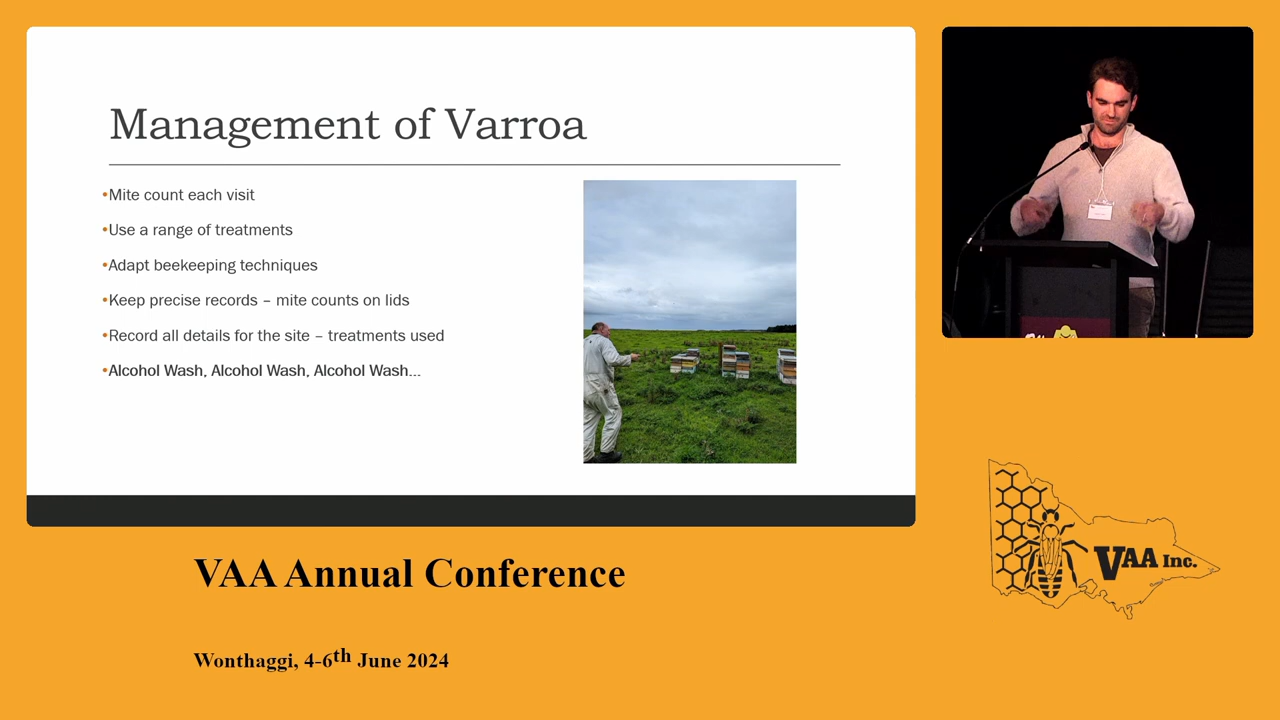 Management of Varroa
•Mite count each visit
•Use a range of treatments
•Adapt beekeeping techniques
•Keep precise records – mite counts on lids
•Record all details for the site – treatments used
•Alcohol Wash, Alcohol Wash, Alcohol Wash...
VAA Inc.
VAA Annual Conference
Wonthaggi, 4-6th June 2024